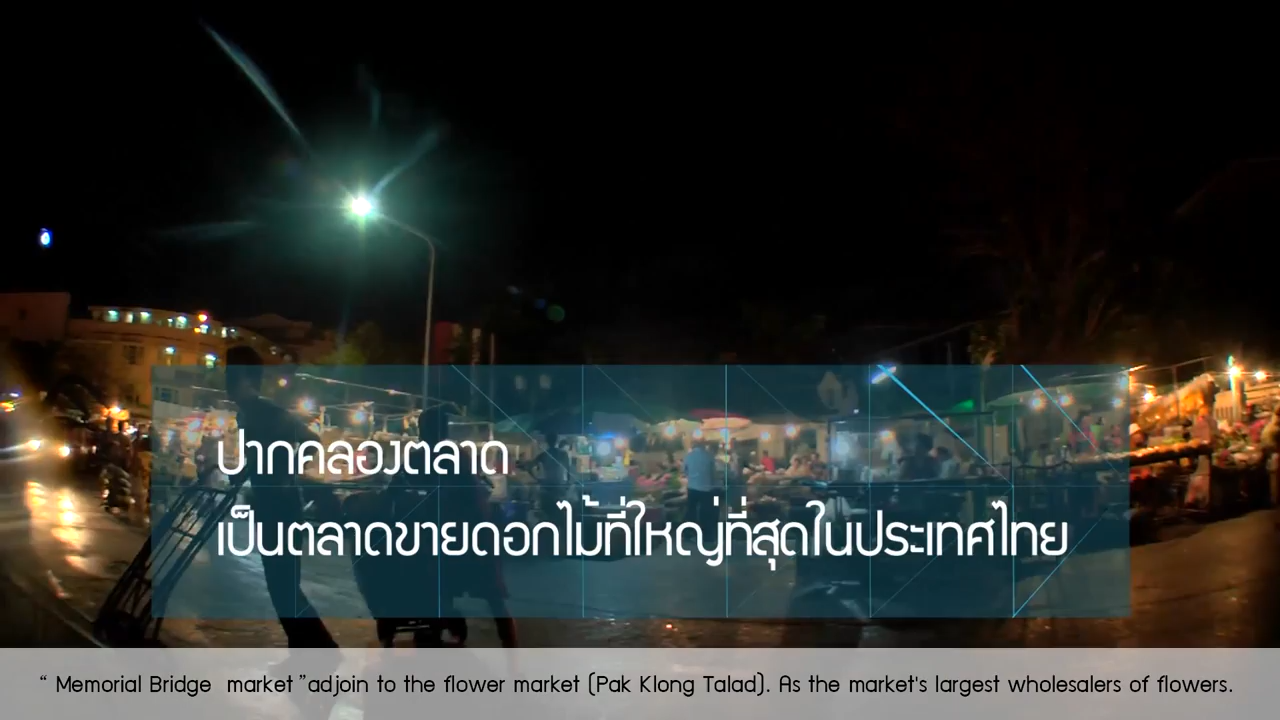 ปากคลองตลาด
เป็นตลาดขายดอกไม้ที่ใหญ่ที่สุดในประเทศไทย
“ Memorial Bridge market ”adjoin to the flower market (Pak Klong Talad). As the market's largest wholesalers of flowers.